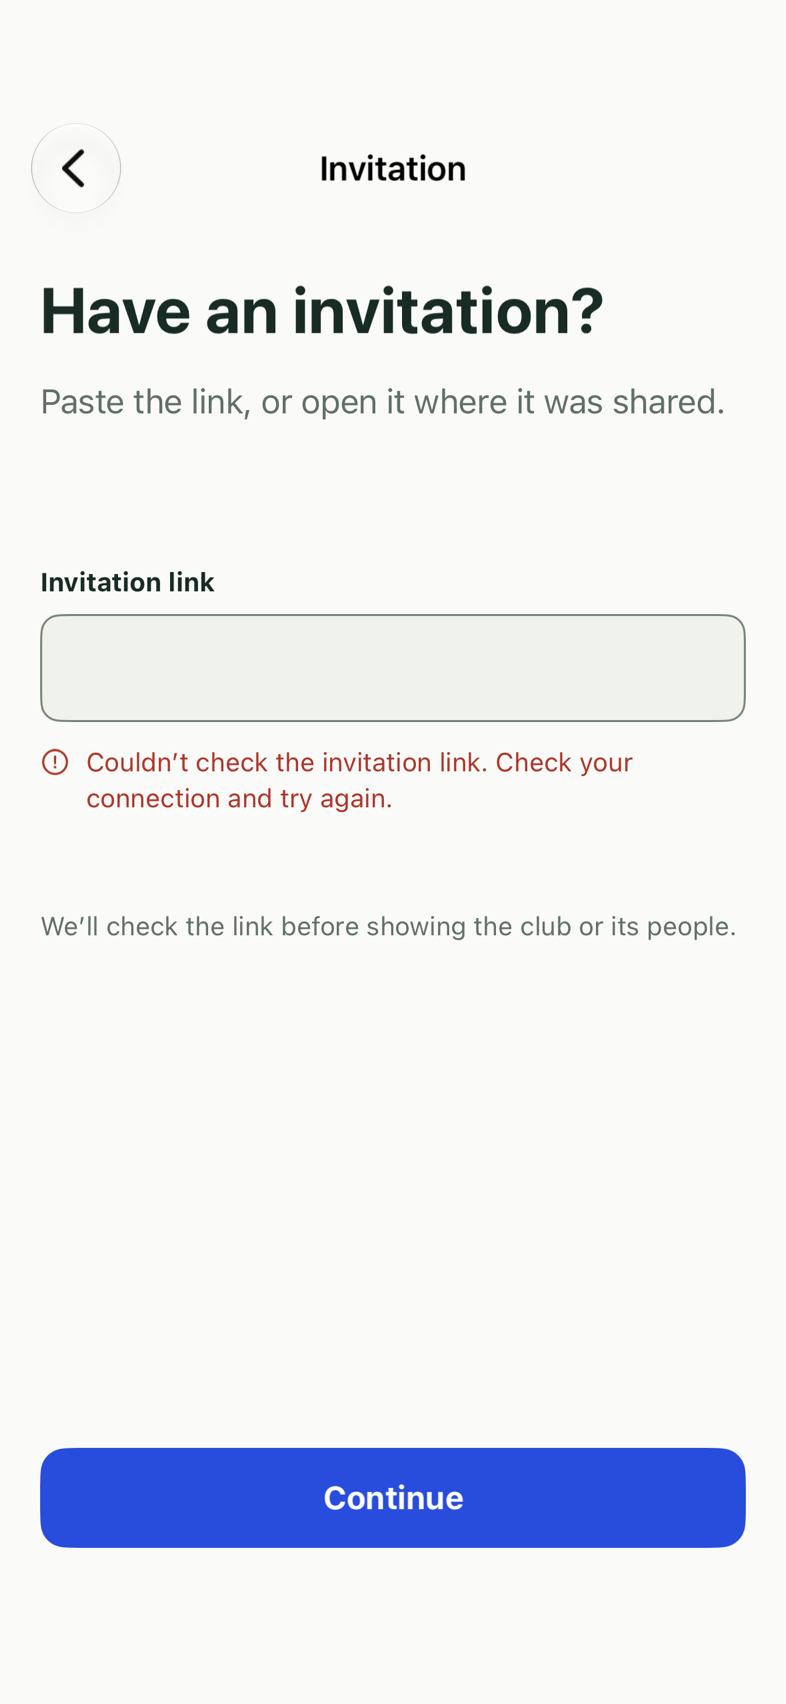 Invitation
Have an invitation?
Paste the link, or open it where it was shared.
Invitation link
Couldn’t check the invitation link. Check your
connection and try again.
We’ll check the link before showing the club or its people.
Continue